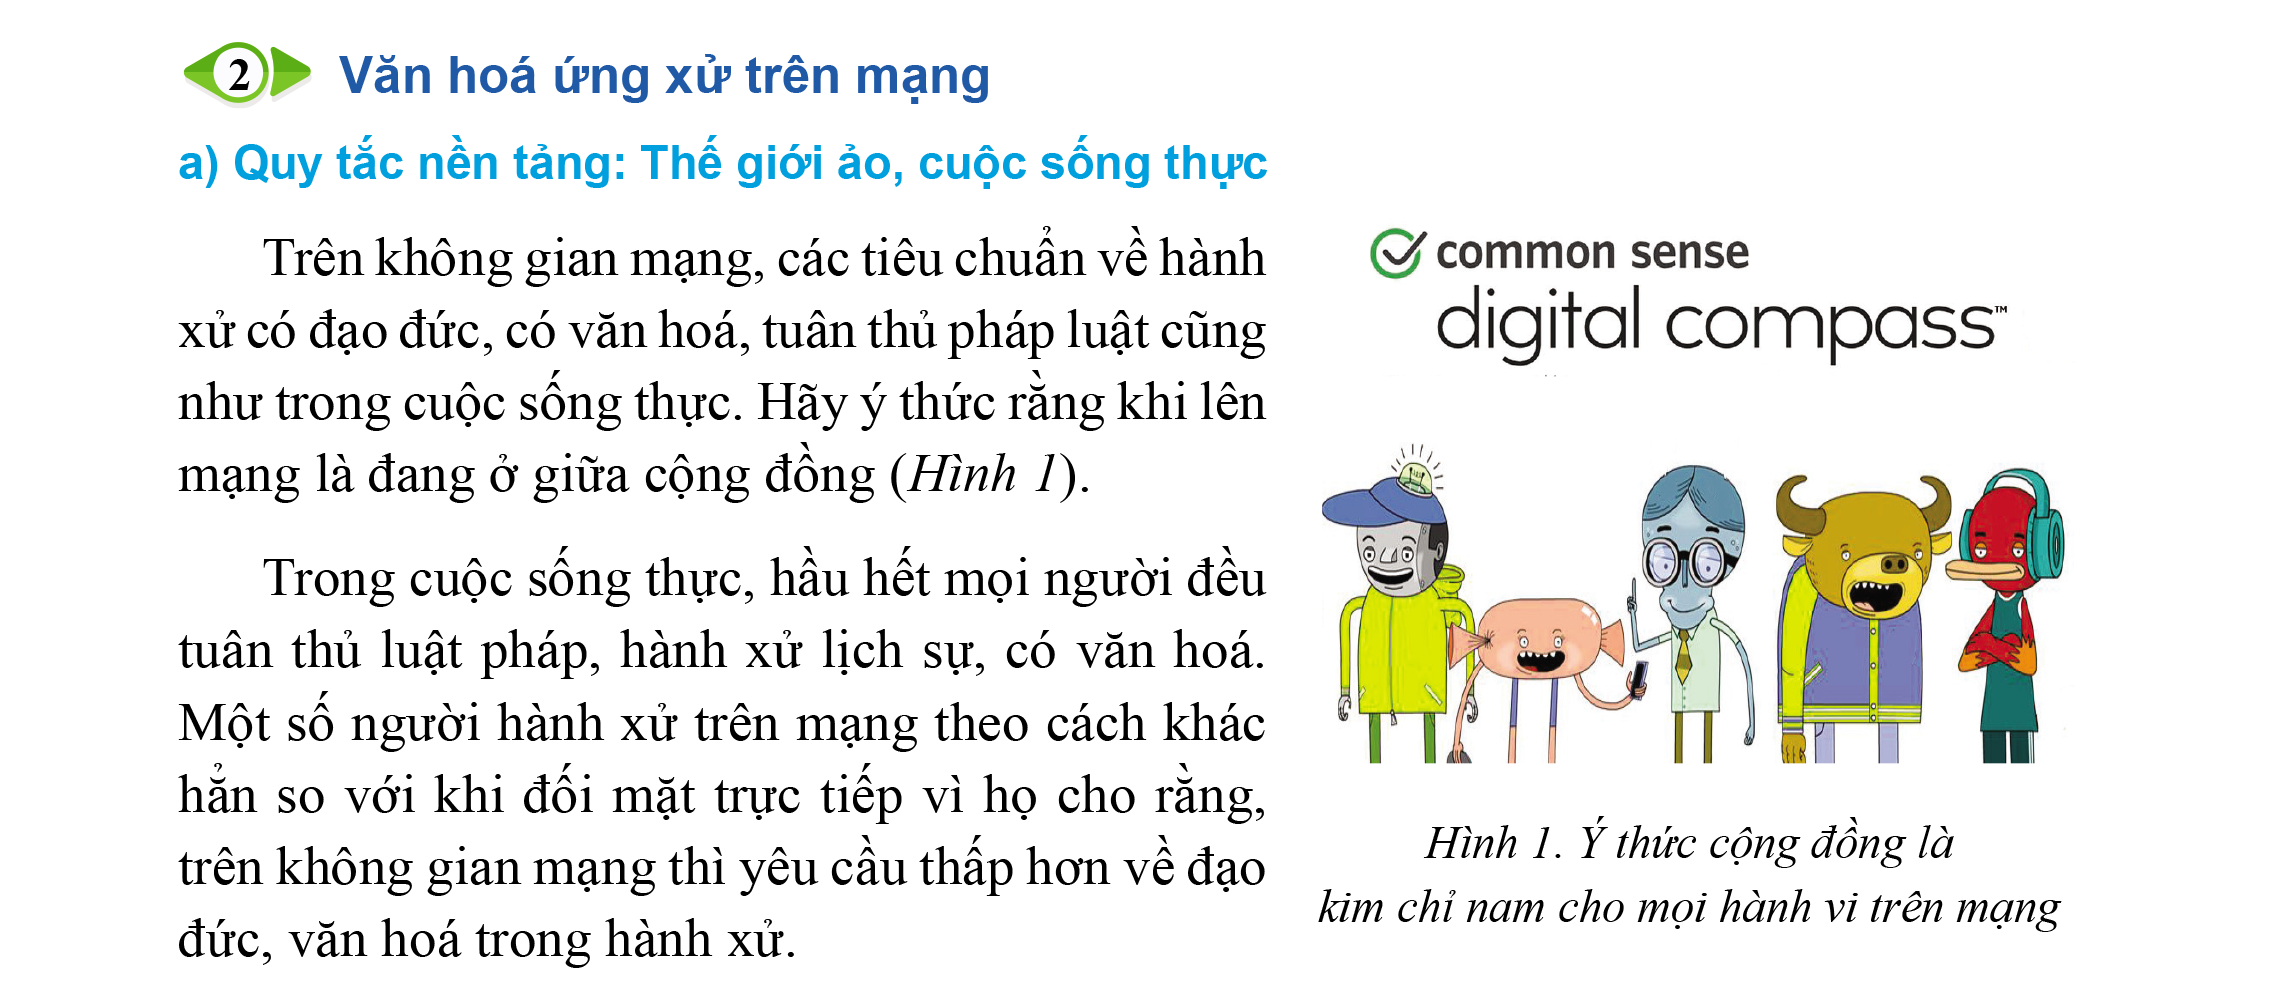 2 Văn hoá ứng xử trên mạng
a) Quy tắc nền tảng: Thế giới ảo, cuộc sống thực
Trên không gian mạng, các tiêu chuẩn về hành
xử có đạo đức, có văn hoá, tuân thủ pháp luật cũng
như trong cuộc sống thực. Hãy ý thức rằng khi lên
mạng là đang ở giữa cộng đồng (Hình 1).
Trong cuộc sống thực, hầu hết mọi người đều
tuân thủ luật pháp, hành xử lịch sự, có văn hoá.
Một số người hành xử trên mạng theo cách khác
hẳn so với khi đối mặt trực tiếp vì họ cho rằng,
trên không gian mạng thì yêu cầu thấp hơn về đạo
đức, văn hoá trong hành xử.
common sense
digital compass™
Hình 1. Ý thức cộng đồng là
kim chỉ nam cho mọi hành vi trên mạng